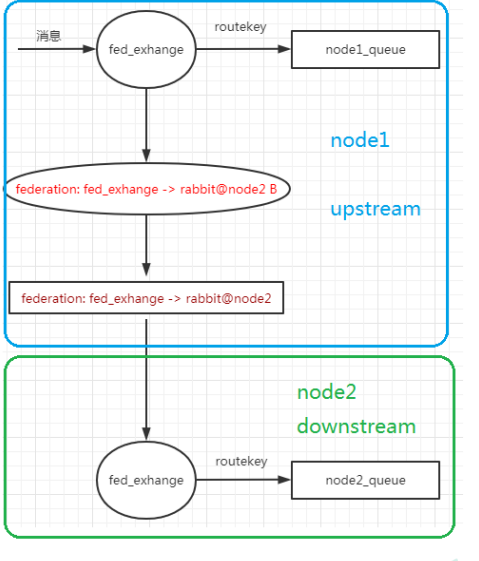 消息
fed_exhange
routekey
node1_queue
node1
federation: fed_exhange -> rabbit@node2 B
upstream
federation: fed_exhange -> rabbit@node2
node2
downstream
fed_exhange
routekey
node2_queue